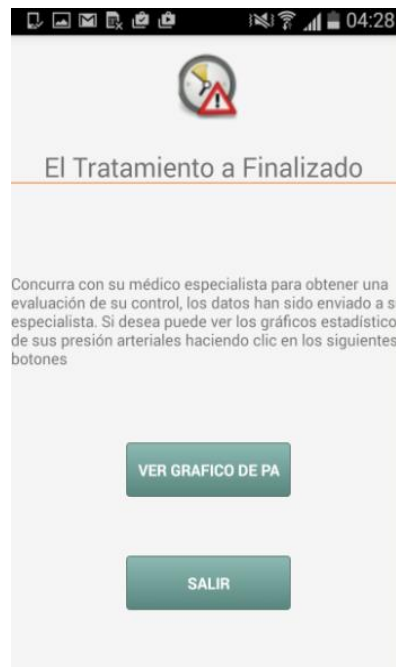 04:28
El Tratamiento a Finalizado
Concurra con su médico especialista para obtener una
evaluación de su control, los datos han sido enviado a s
especialista. Si desea puede ver los gráficos estadístico
de sus presión arteriales haciendo clic en los siguientes
botones
VER GRAFICO DE PA
SALIR